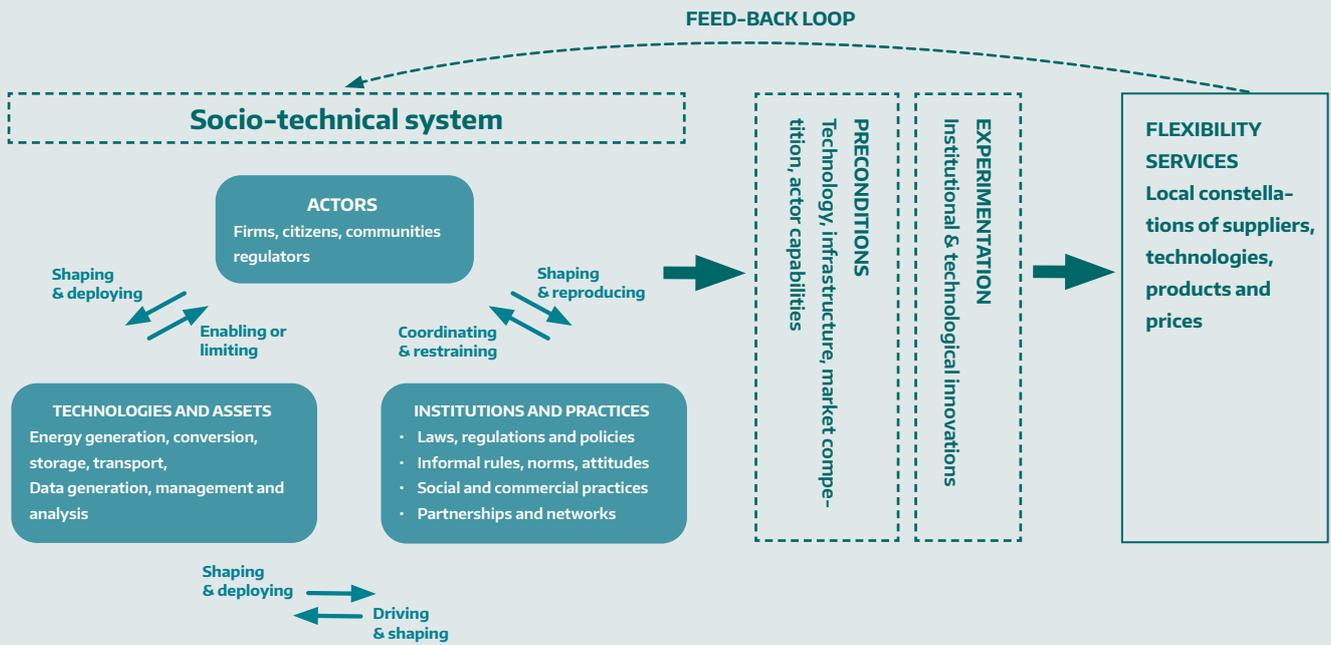 FEED-BACK LOOP
Socio-technical system
ACTORS
Firms, citizens, communities
regulators
Shaping
& deploying
Enabling or
limiting
Shaping
& reproducing
Coordinating
& restraining
TECHNOLOGIES AND ASSETS
Energy generation, conversion,
storage, transport,
Data generation, management and
analysis
INSTITUTIONS AND PRACTICES
· Laws, regulations and policies
· Informal rules, norms, attitudes
· Social and commercial practices
· Partnerships and networks
Shaping
& deploying
Driving
& shaping
PRECONDITIONS
Technology, infrastructure, market compe-
tition, actor capabilities
EXPERIMENTATION
Institutional & technological innovations
FLEXIBILITY
SERVICES
Local constella-
tions of suppliers,
technologies,
products and
prices